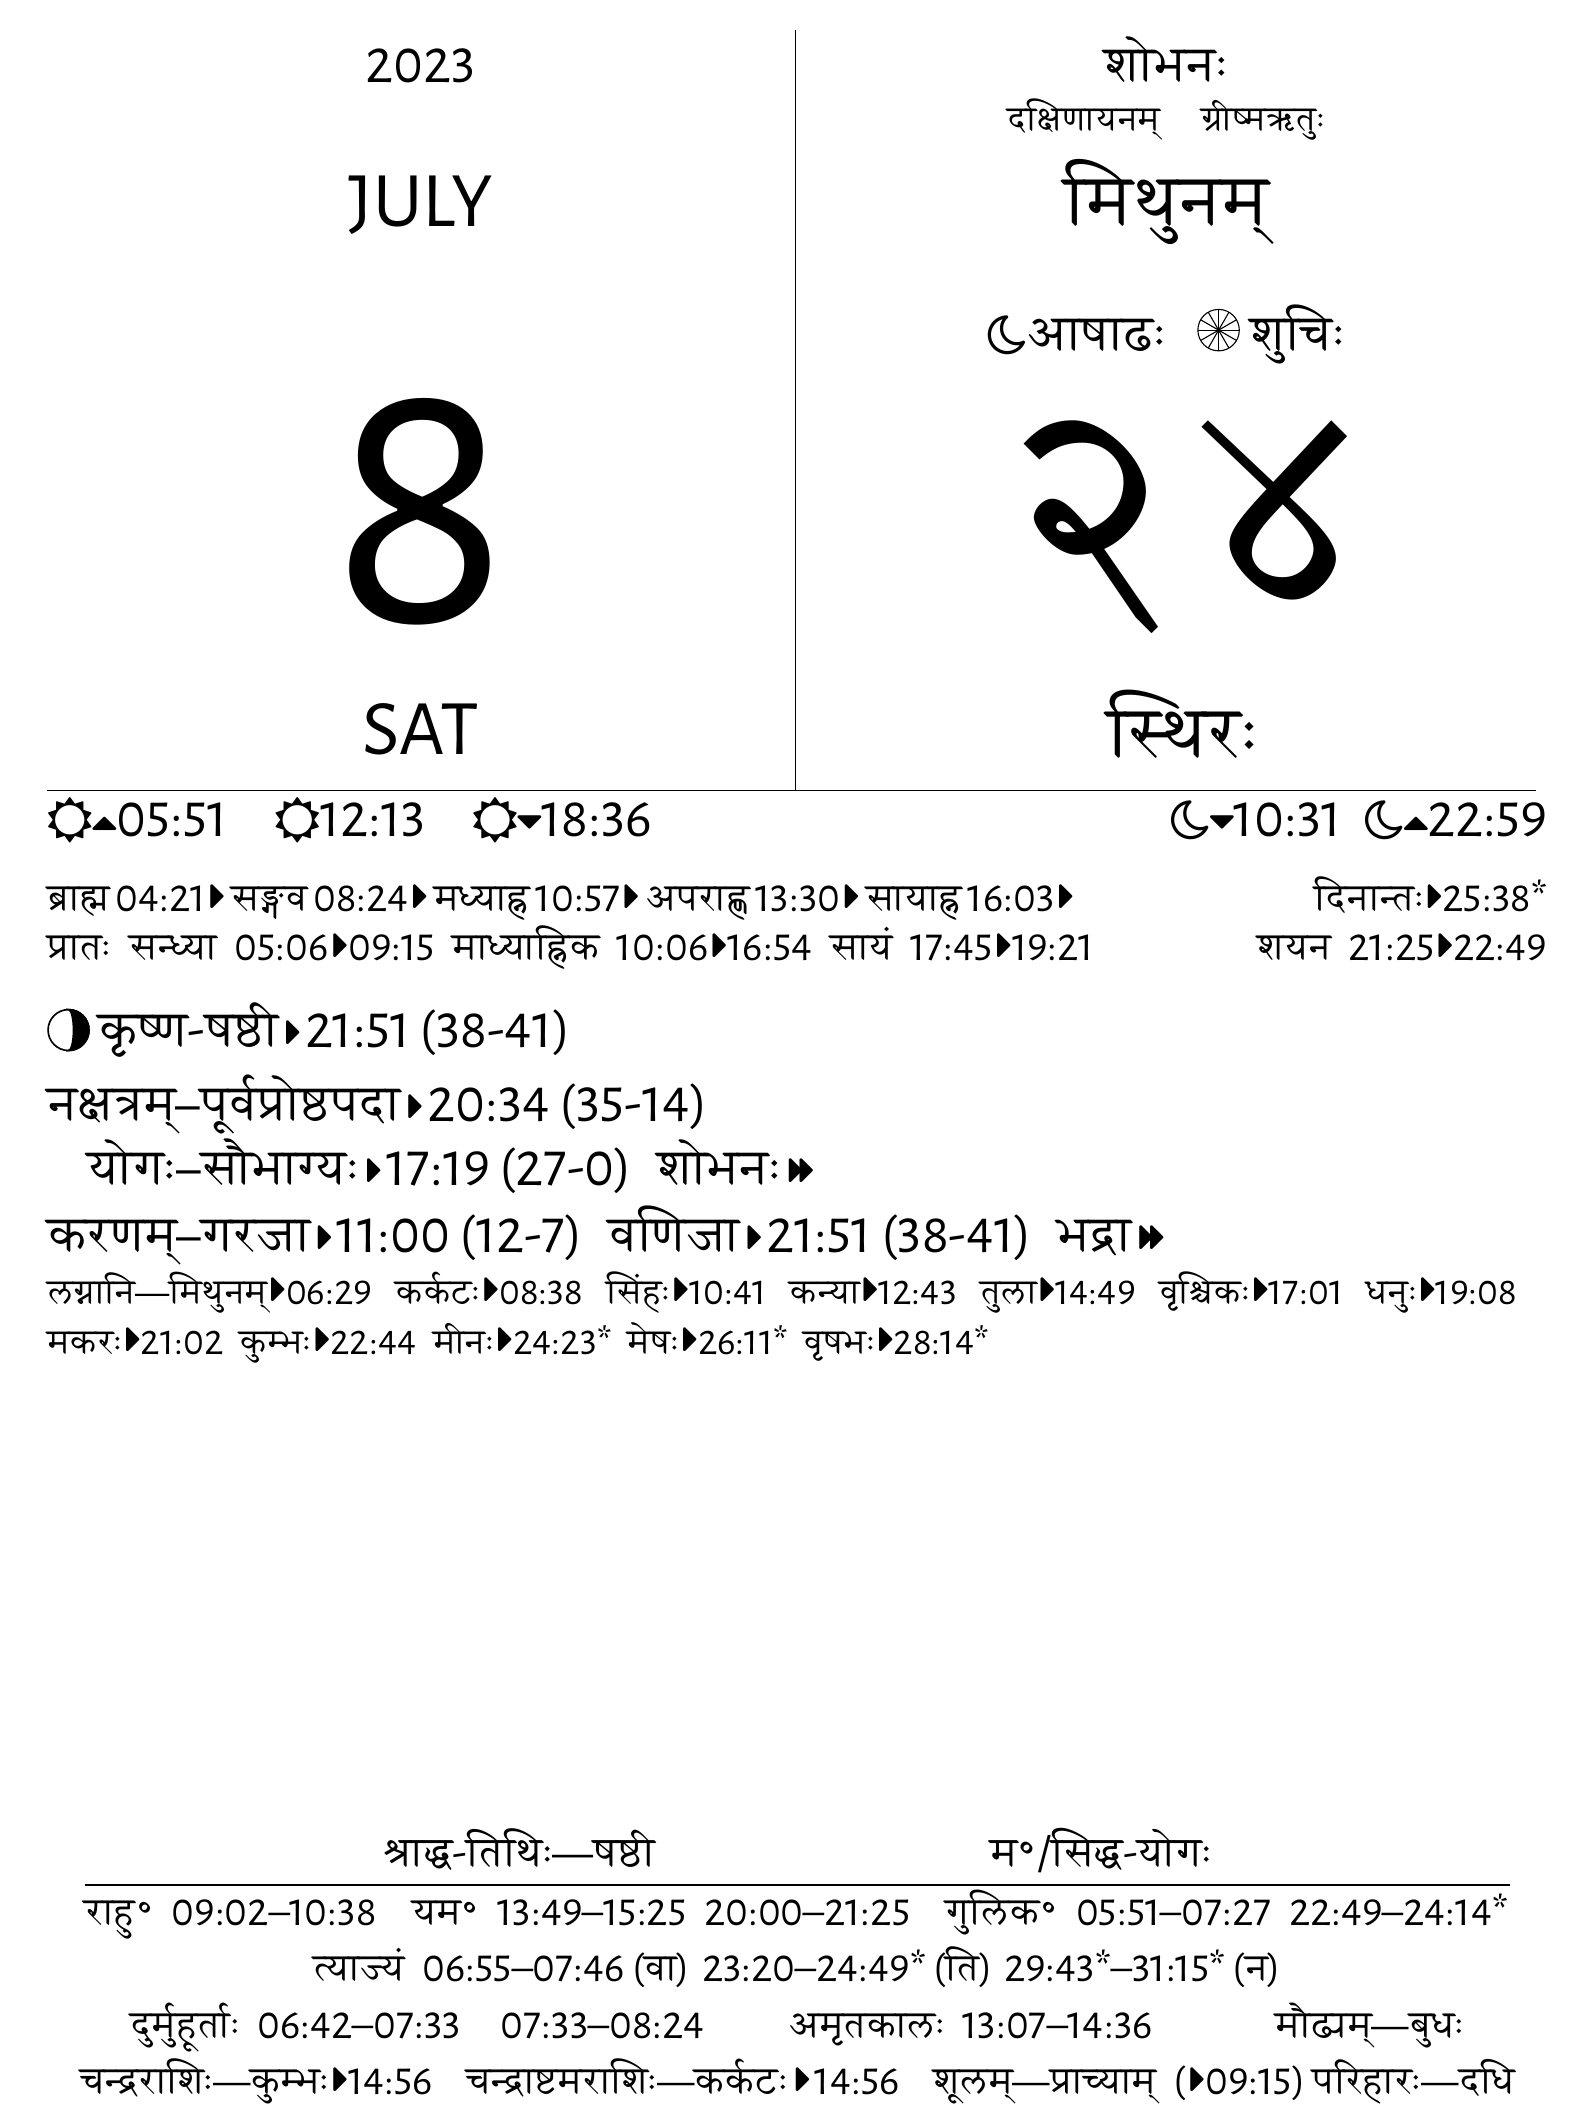 2023
JULY
8
SAT
शोभनः
दक्षिणायनम् ग्रीष्मऋतुः
मिथुनम्
आषाढः शुचिः
२४
स्थिरः
05:51 12:13 18:36 10:31 22:59
ब्राह्म 04:21 सङ्गव 08:24 मध्याह्न 10:57 अपराह्ण 13:30 सायाह्न 16:03 दिनान्तः 25:38*
प्रातः सन्ध्या 05:06 09:15 माध्याह्निक 10:06 16:54 सायं 17:45 19:21 शयन 21:25 22:49
कृष्ण-षष्ठी 21:51 (38-41)
नक्षत्रम्–पूर्वप्रोष्ठपदा 20:34 (35-14)
योगः–सौभाग्यः 17:19 (27-0) शोभनः
करणम्–गरजा 11:00 (12-7) वणिजा 21:51 (38-41) भद्रा
लग्नानि—मिथुनम् 06:29 कर्कटः 08:38 सिंहः 10:41 कन्या 12:43 तुला 14:49 वृश्चिकः 17:01 धनुः 19:08
मकरः 21:02 कुम्भः 22:44 मीनः 24:23* मेषः 26:11* वृषभः 28:14*
श्राद्ध-तिथिः—षष्ठी म°/सिद्ध-योगः
राहु° 09:02–10:38 यम° 13:49–15:25 20:00–21:25 गुलिक° 05:51–07:27 22:49–24:14*
त्याज्यं 06:55–07:46 (वा) 23:20–24:49* (ति) 29:43*–31:15* (न)
दुर्मुहूर्ताः 06:42–07:33 07:33–08:24 अमृतकालः 13:07–14:36 मौढ्यम्—बुधः
चन्द्रराशिः—कुम्भः 14:56 चन्द्राष्टमराशिः—कर्कटः 14:56 शूलम्—प्राच्याम् ( 09:15) परिहारः—दधि